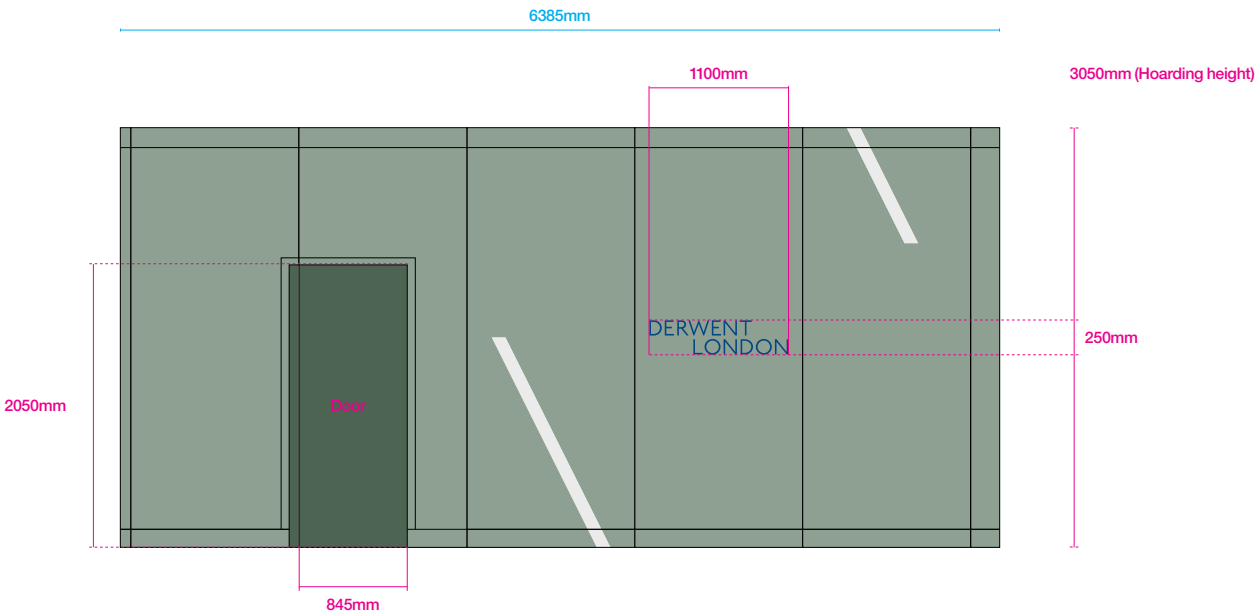 6385mm
1100mm
3050mm (Hoarding height)
DERWENT
LONDON
250mm
2050mm
Door
845mm